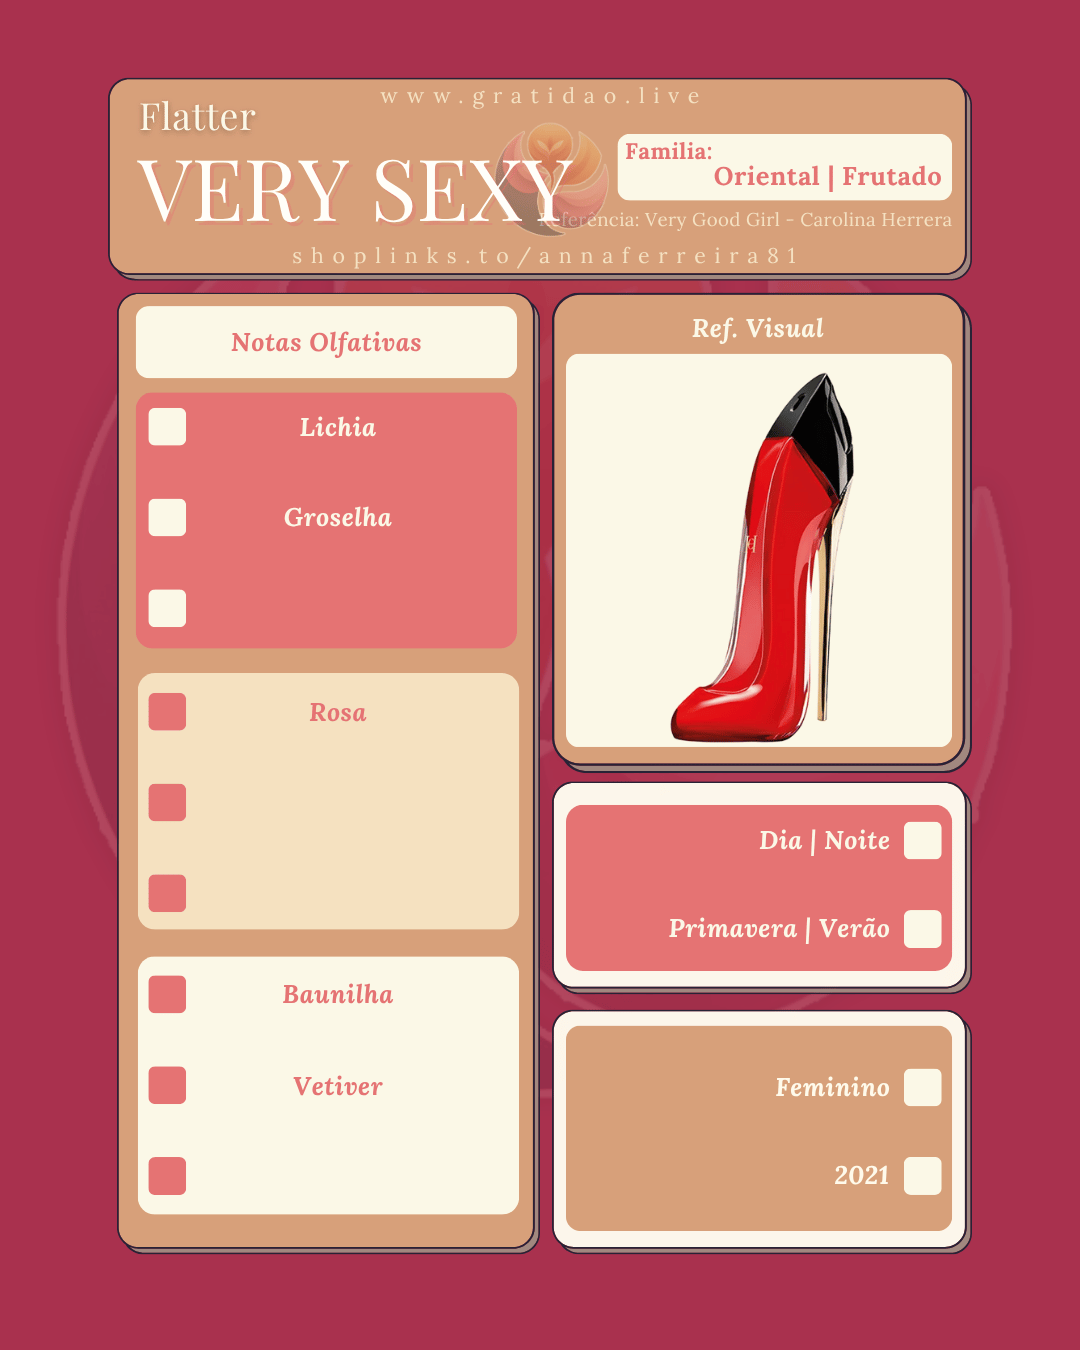 www.gratidao.live
Flatter
VERY SEXY
Familia:
Oriental | Frutado
Referência: Very Good Girl - Carolina Herrera
shoplinks.to/annaferreira81
Notas Olfativas
Lichia
Groselha
Rosa
Baunilha
Vetiver
Ref. Visual
Dia | Noite
Primavera | Verão
Feminino
2021